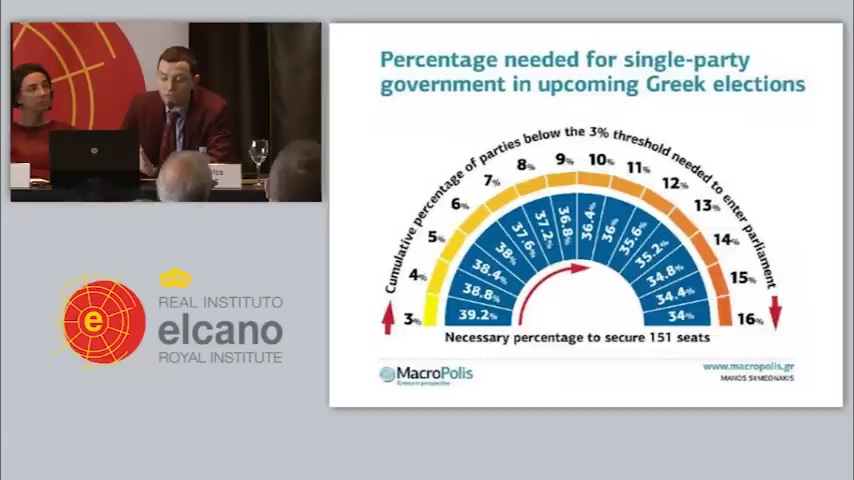 Percentage needed for single-party
government in upcoming Greek elections
Cumulative percentage of parties below the 3% threshold needed to enter parliament
3% 4% 5% 6% 7% 8% 9% 10% 11% 12% 13% 14% 15% 16%
39.2% 38.8% 38.4% 38% 37.6% 37.2% 36.8% 36.4% 36% 35.6% 35.2% 34.8% 34.4% 34%
Necessary percentage to secure 151 seats
MacroPolis
Greece in perspective
www.macropolis.gr
MANOS SYMEONAKIS
REAL INSTITUTO
e elcano
ROYAL INSTITUTE
hp